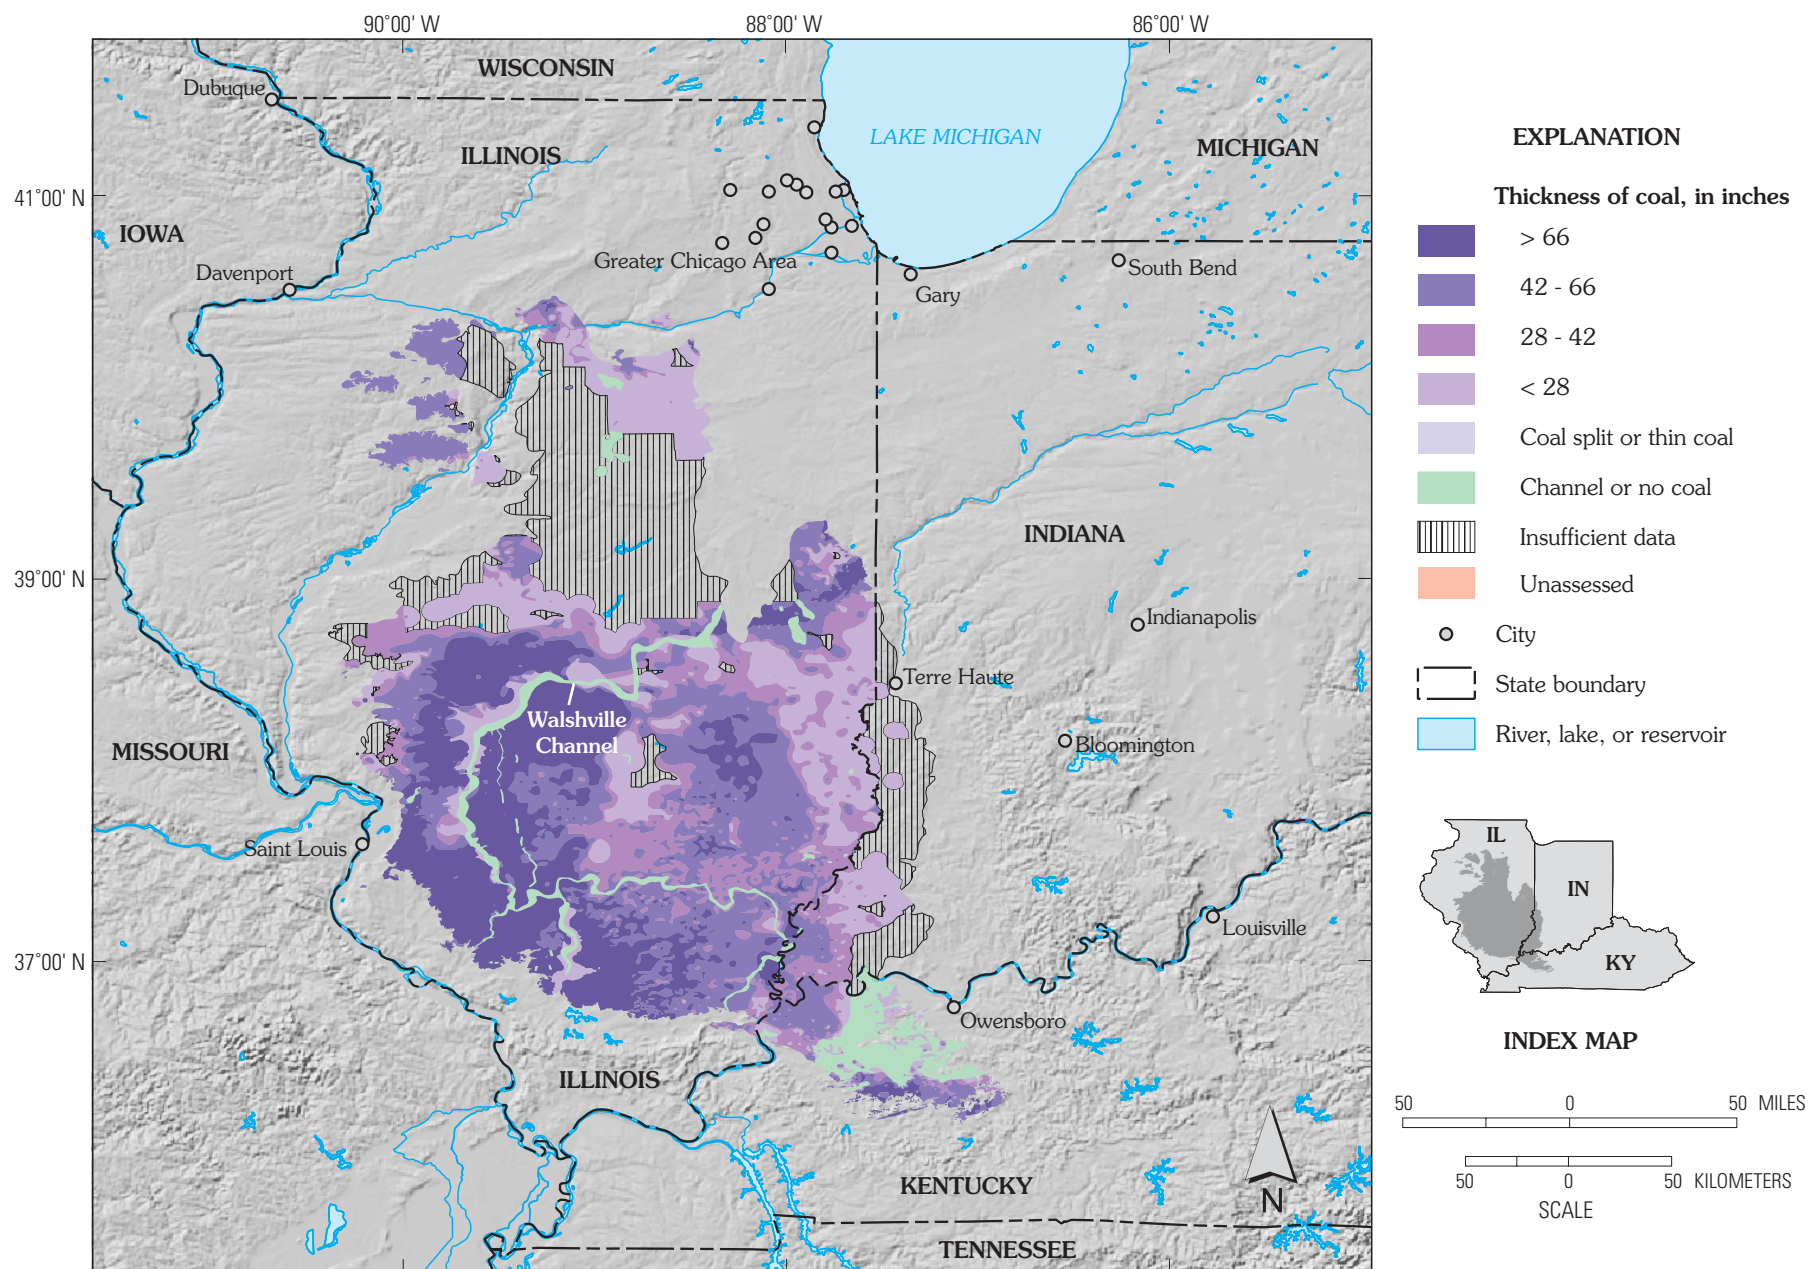 90°00' W
88°00' W
86°00' W
WISCONSIN
Dubuque
LAKE MICHIGAN
ILLINOIS
MICHIGAN
41°00' N
IOWA
Davenport
Greater Chicago Area
South Bend
Gary
INDIANA
39°00' N
Indianapolis
Terre Haute
Walshville
Channel
MISSOURI
Bloomington
Saint Louis
Louisville
37°00' N
Owensboro
ILLINOIS
KENTUCKY
N
TENNESSEE
EXPLANATION
Thickness of coal, in inches
> 66
42 - 66
28 - 42
< 28
Coal split or thin coal
Channel or no coal
Insufficient data
Unassessed
City
State boundary
River, lake, or reservoir
IL
IN
KY
INDEX MAP
50 0 50 MILES
50 0 50 KILOMETERS
SCALE